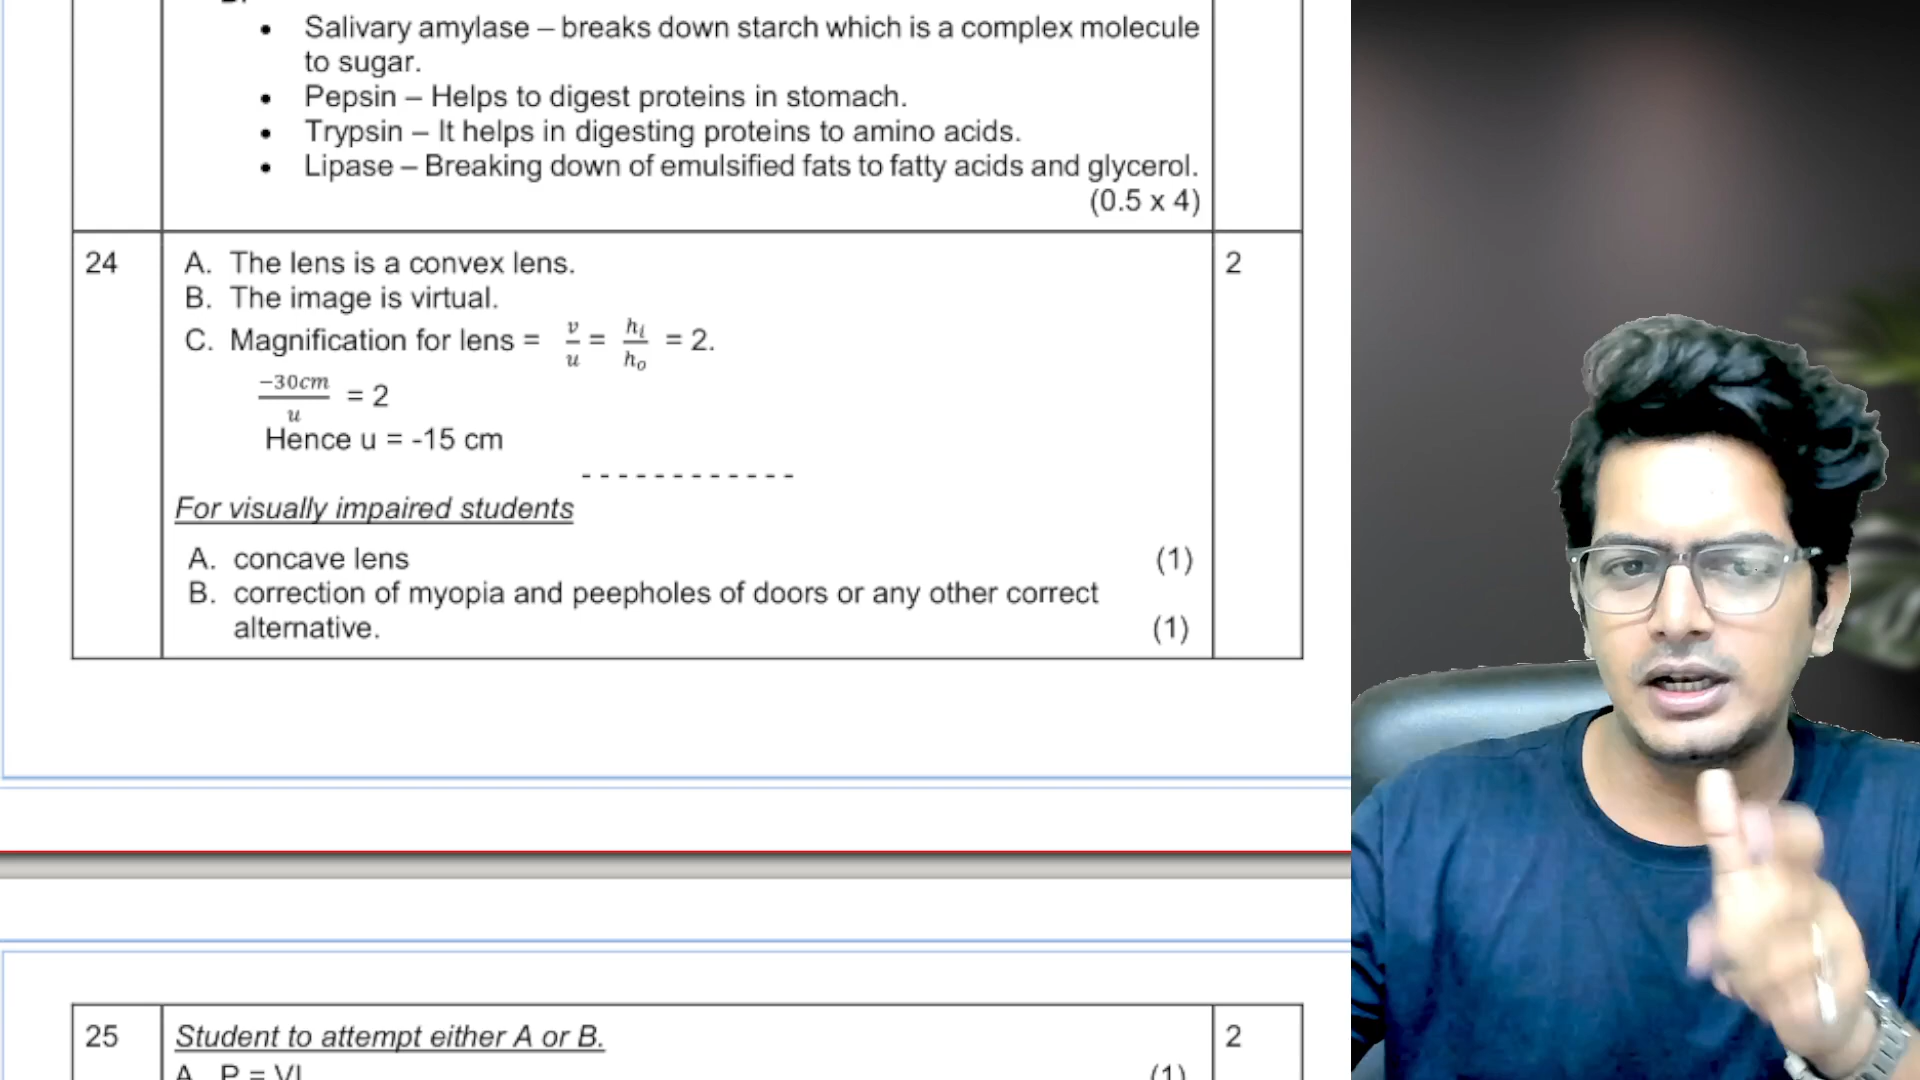 • Salivary amylase – breaks down starch which is a complex molecule
to sugar.
• Pepsin – Helps to digest proteins in stomach.
• Trypsin – It helps in digesting proteins to amino acids.
• Lipase – Breaking down of emulsified fats to fatty acids and glycerol.
(0.5 x 4)
24 A. The lens is a convex lens. 2
B. The image is virtual.
C. Magnification for lens = v/u = hi/ho = 2.
−30cm/u = 2
Hence u = -15 cm
- - - - - - - - - - - -
For visually impaired students
A. concave lens (1)
B. correction of myopia and peepholes of doors or any other correct
alternative. (1)
25 Student to attempt either A or B. 2
A. P = VI (1)